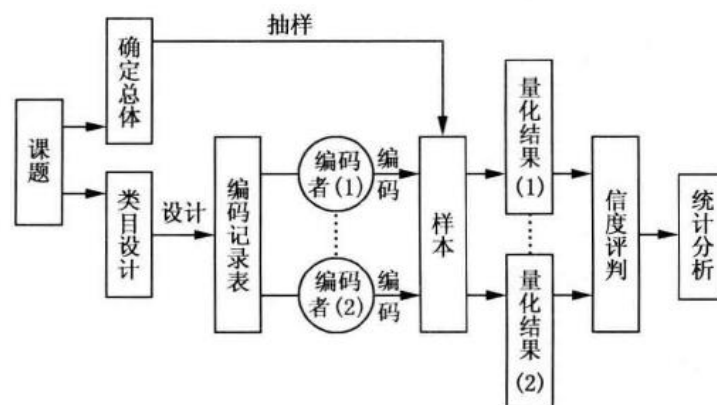 课题
确定总体
抽样
类目设计
设计
编码记录表
编码
者(1)
编码
编码
者(2)
编码
样本
量化结果(1)
量化结果(2)
信度评判
统计分析